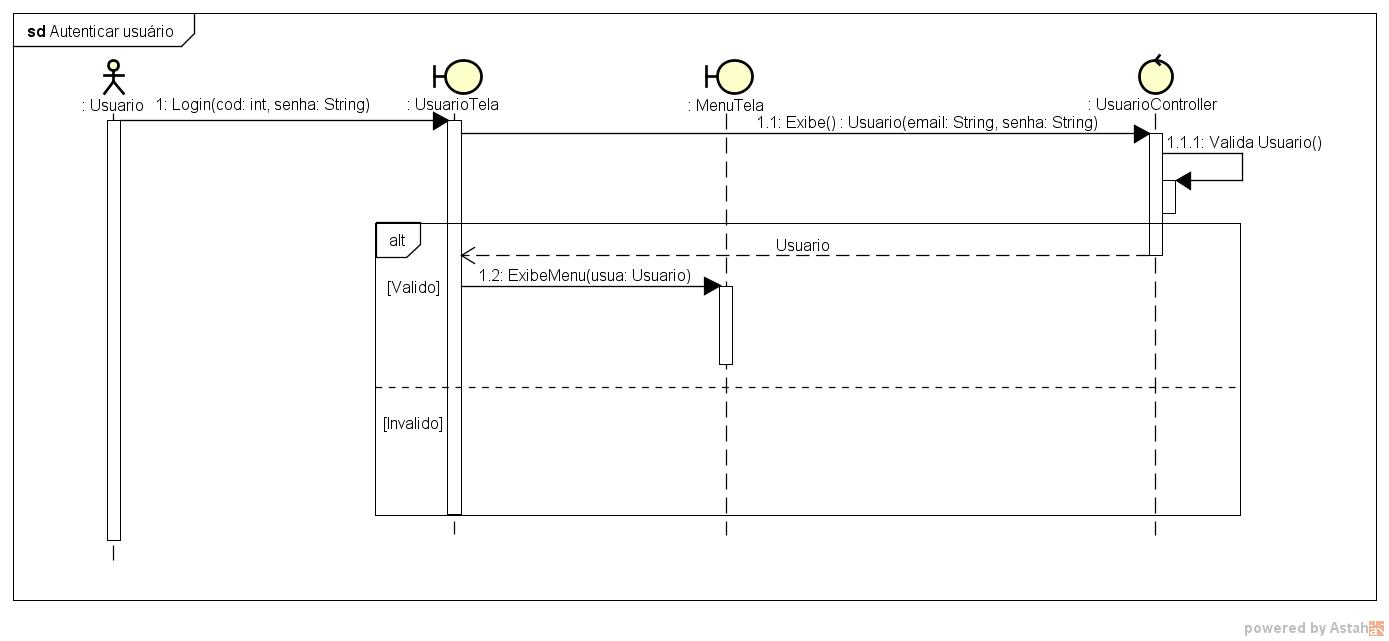 sd Autenticar usuário
: Usuario
1: Login(cod: int, senha: String)
: UsuarioTela
: MenuTela
: UsuarioController
1.1: Exibe() : Usuario(email: String, senha: String)
1.1.1: Valida Usuario()
alt
Usuario
1.2: ExibeMenu(usua: Usuario)
[Valido]
[Invalido]
powered by Astah